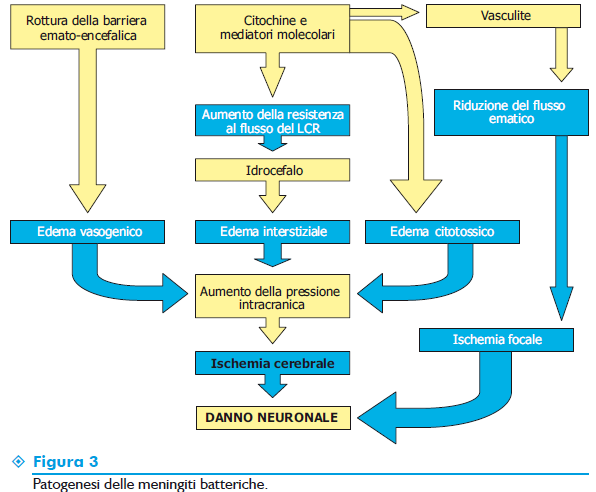 Rottura della barriera
emato-encefalica
Citochine e
mediatori molecolari
Vasculite
Aumento della resistenza
al flusso del LCR
Riduzione del flusso
ematico
Idrocefalo
Edema vasogenico
Edema interstiziale
Edema citotossico
Aumento della pressione
intracranica
Ischemia focale
Ischemia cerebrale
DANNO NEURONALE
Figura 3
Patogenesi delle meningiti batteriche.